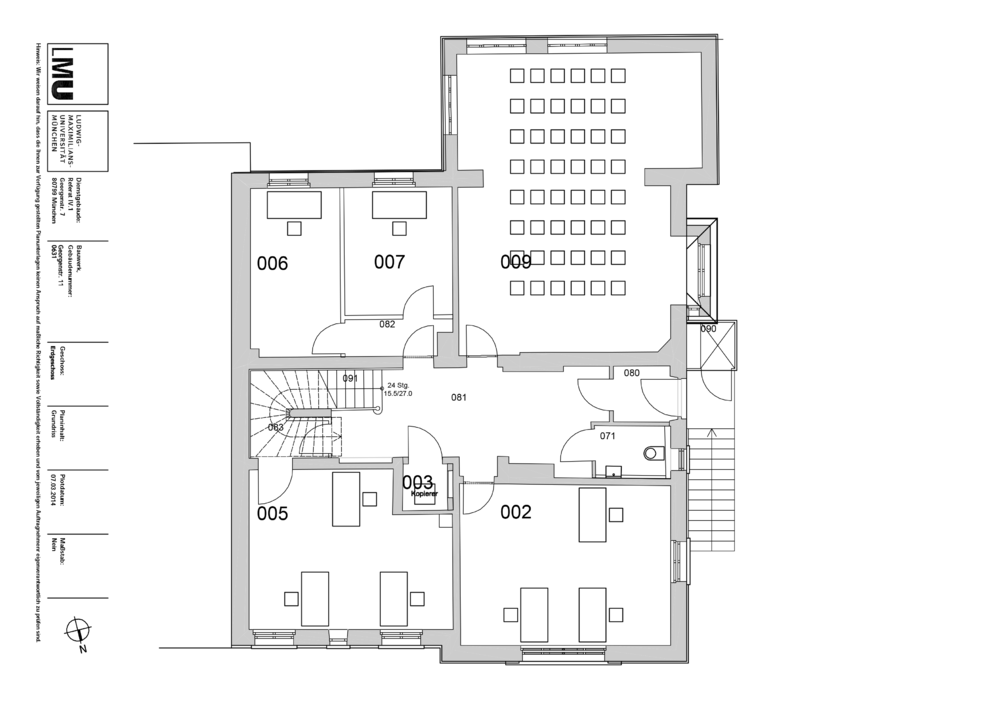 LMU
LUDWIG-
MAXIMILIANS-
UNIVERSITÄT
MÜNCHEN
Dienstgebäude:
Referat IV.1
Georgenstr. 7
80799 München
Bauwerk,
Gebäudenummer:
Georgenstr. 11
0631
Geschoss:
Erdgeschoss
Planinhalt:
Grundriss
Plotdatum:
07.03.2014
Maßstab:
Nein
Hinweis: Wir weisen darauf hin, dass die Ihnen zur Verfügung gestellten Planunterlagen keinen Anspruch auf maßliche Richtigkeit sowie Vollständigkeit erheben und vom jeweiligen Auftragnehmer eigenverantwortlich zu prüfen sind.
N
006
007
009
082
090
091
24 Stg.
15.5/27.0
081
080
083
071
003
Kopierer
005
002